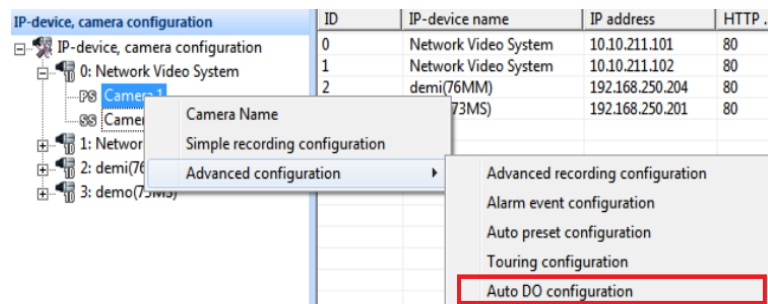 IP-device, camera configuration
IP-device, camera configuration
0: Network Video System
PS Camera 1
SS Camer
1: Networ
2: demi(76
3: demo(73MS)
ID IP-device name IP address HTTP .
0 Network Video System 10.10.211.101 80
1 Network Video System 10.10.211.102 80
2 demi(76MM) 192.168.250.204 80
73MS) 192.168.250.201 80
Camera Name
Simple recording configuration
Advanced configuration
Advanced recording configuration
Alarm event configuration
Auto preset configuration
Touring configuration
Auto DO configuration